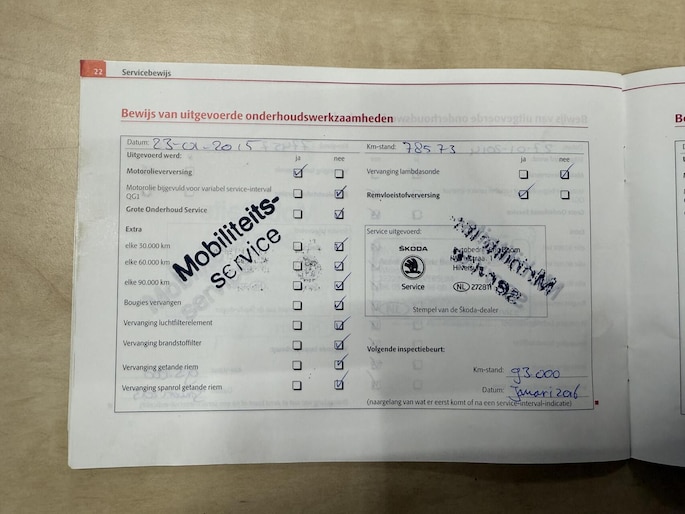 22 Servicebewijs
Bewijs van uitgevoerde onderhoudswerkzaamheden
Datum: 23-01-2015 Km-stand: 78573
Uitgevoerd werd: ja nee ja nee
Motorolieverversing Vervanging lambdasonde
Motorolie bijgevuld voor variabel service-interval
QG1 Remvloeistofverversing
Grote Onderhoud Service
Extra Service uitgevoerd:
elke 30.000 km ŠKODA
elke 60.000 km
elke 90.000 km Service NL 27281
Bougies vervangen Stempel van de Škoda-dealer
Vervanging luchtfilterelement
Vervanging brandstoffilter Volgende inspectiebeurt:
Vervanging getande riem Km-stand: 93.000
Vervanging spanrol getande riem Datum: Januari 2016
(naargelang van wat er eerst komt of na een service-interval-indicatie)
Mobiliteits-
service